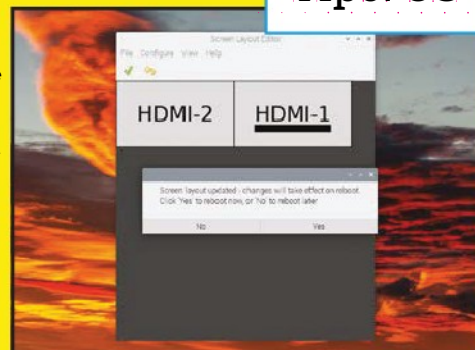 Screen Layout Editor
File Configure View Help
HDMI-2 HDMI-1
Screen layout updated - changes will take effect on reboot.
Click 'Yes' to reboot now, or 'No' to reboot later
No Yes